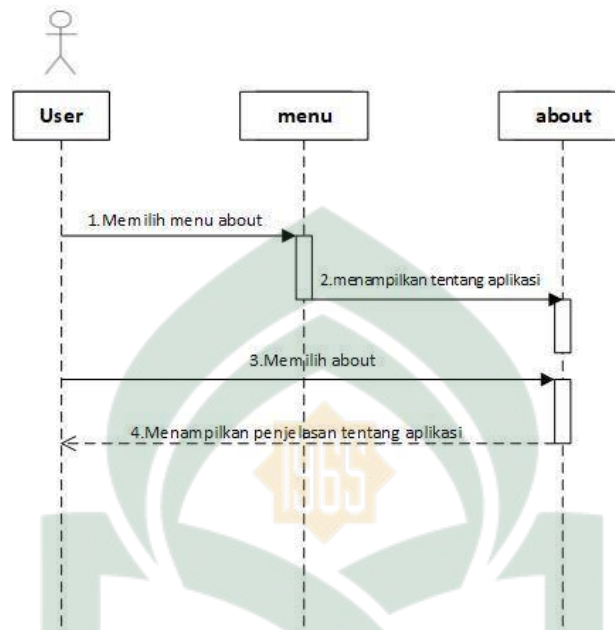 User
menu
about
1.Memilih menu about
2.menampilkan tentang aplikasi
3.Memilih about
4.Menampilkan penjelasan tentang aplikasi
1965